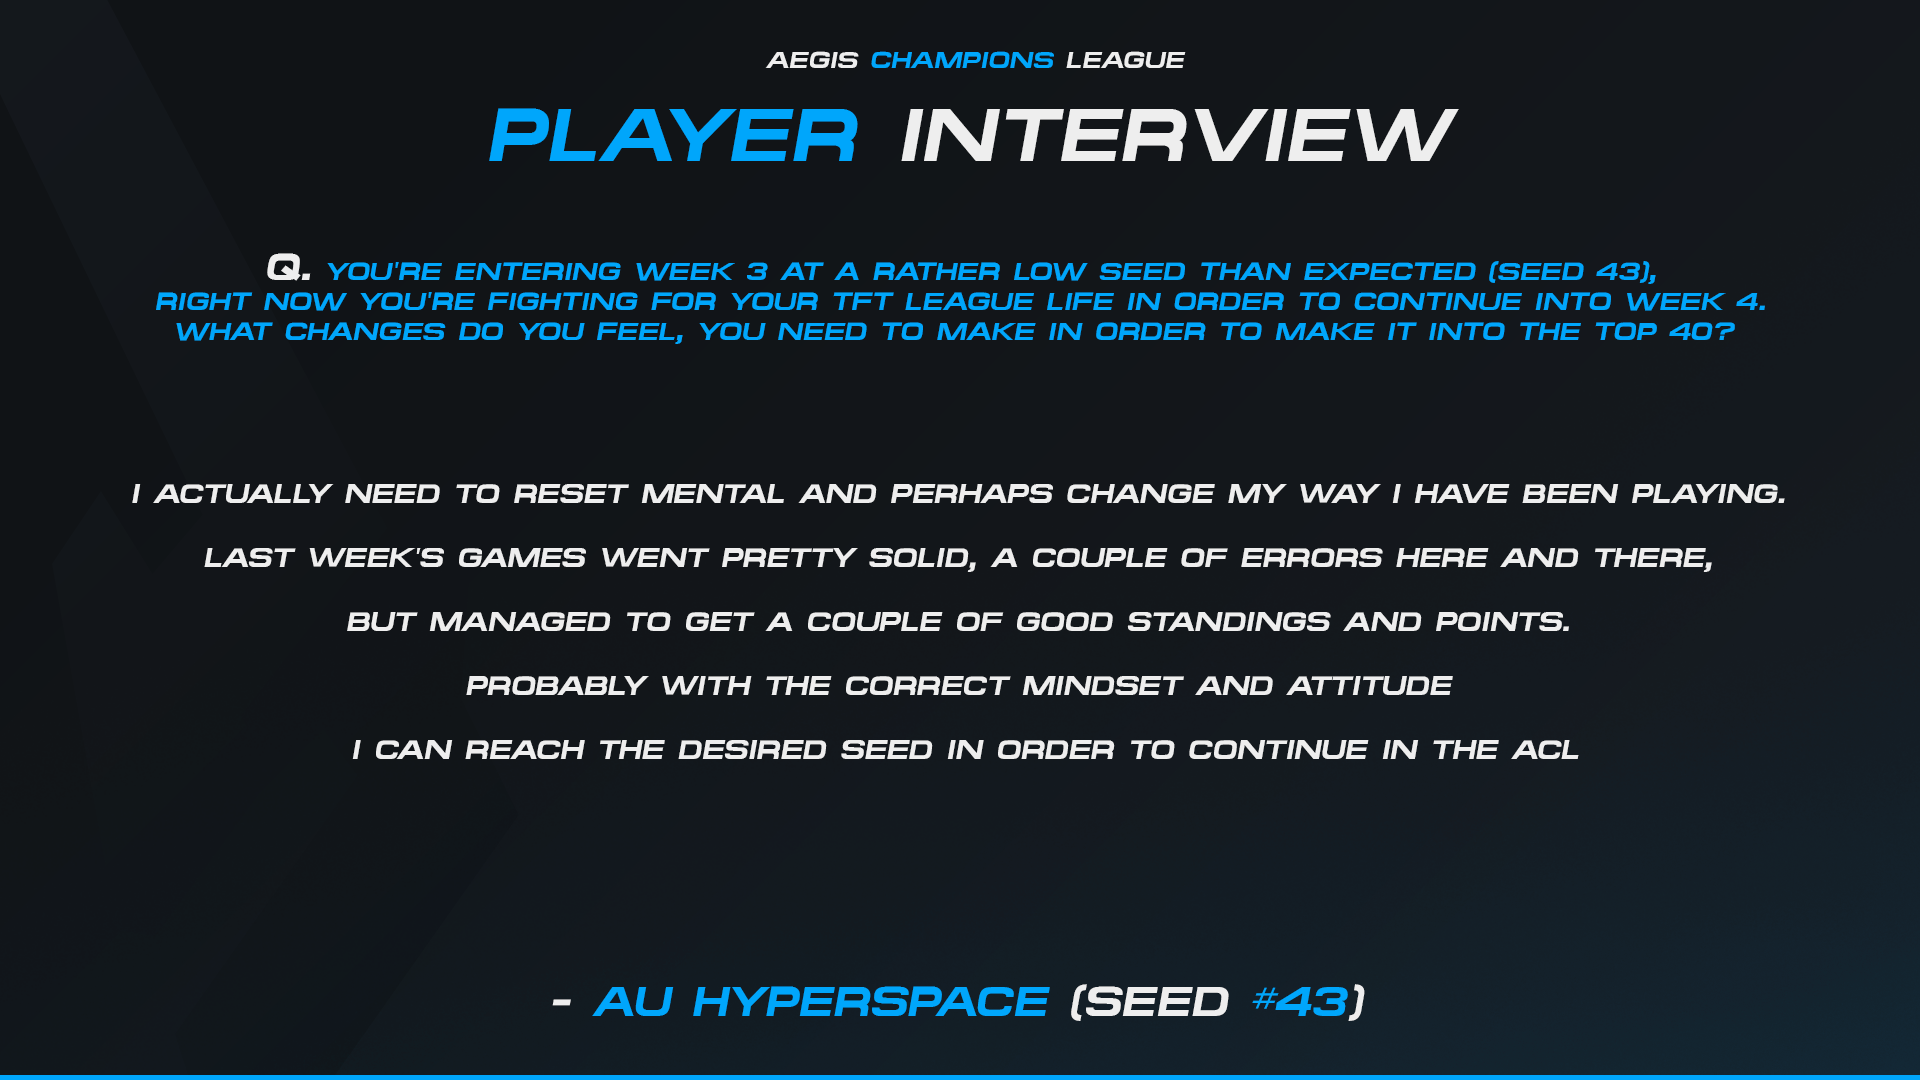 AEGIS CHAMPIONS LEAGUE
PLAYER INTERVIEW
Q. YOU'RE ENTERING WEEK 3 AT A RATHER LOW SEED THAN EXPECTED (SEED 43),
RIGHT NOW YOU'RE FIGHTING FOR YOUR TFT LEAGUE LIFE IN ORDER TO CONTINUE INTO WEEK 4.
WHAT CHANGES DO YOU FEEL, YOU NEED TO MAKE IN ORDER TO MAKE IT INTO THE TOP 40?
I ACTUALLY NEED TO RESET MENTAL AND PERHAPS CHANGE MY WAY I HAVE BEEN PLAYING.
LAST WEEK'S GAMES WENT PRETTY SOLID, A COUPLE OF ERRORS HERE AND THERE,
BUT MANAGED TO GET A COUPLE OF GOOD STANDINGS AND POINTS.
PROBABLY WITH THE CORRECT MINDSET AND ATTITUDE
I CAN REACH THE DESIRED SEED IN ORDER TO CONTINUE IN THE ACL
- AU HYPERSPACE (SEED #43)